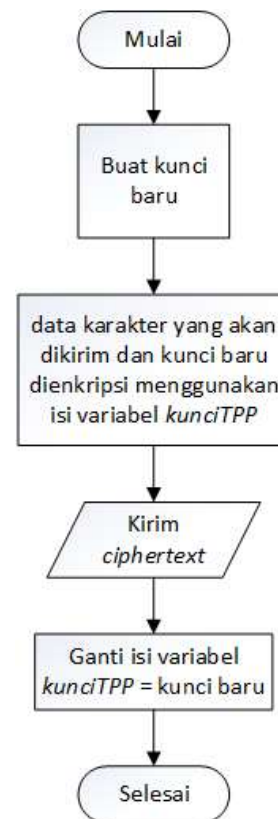 Mulai
Buat kunci
baru
data karakter yang akan
dikirim dan kunci baru
dienkripsi menggunakan
isi variabel kunciTPP
Kirim
ciphertext
Ganti isi variabel
kunciTPP = kunci baru
Selesai